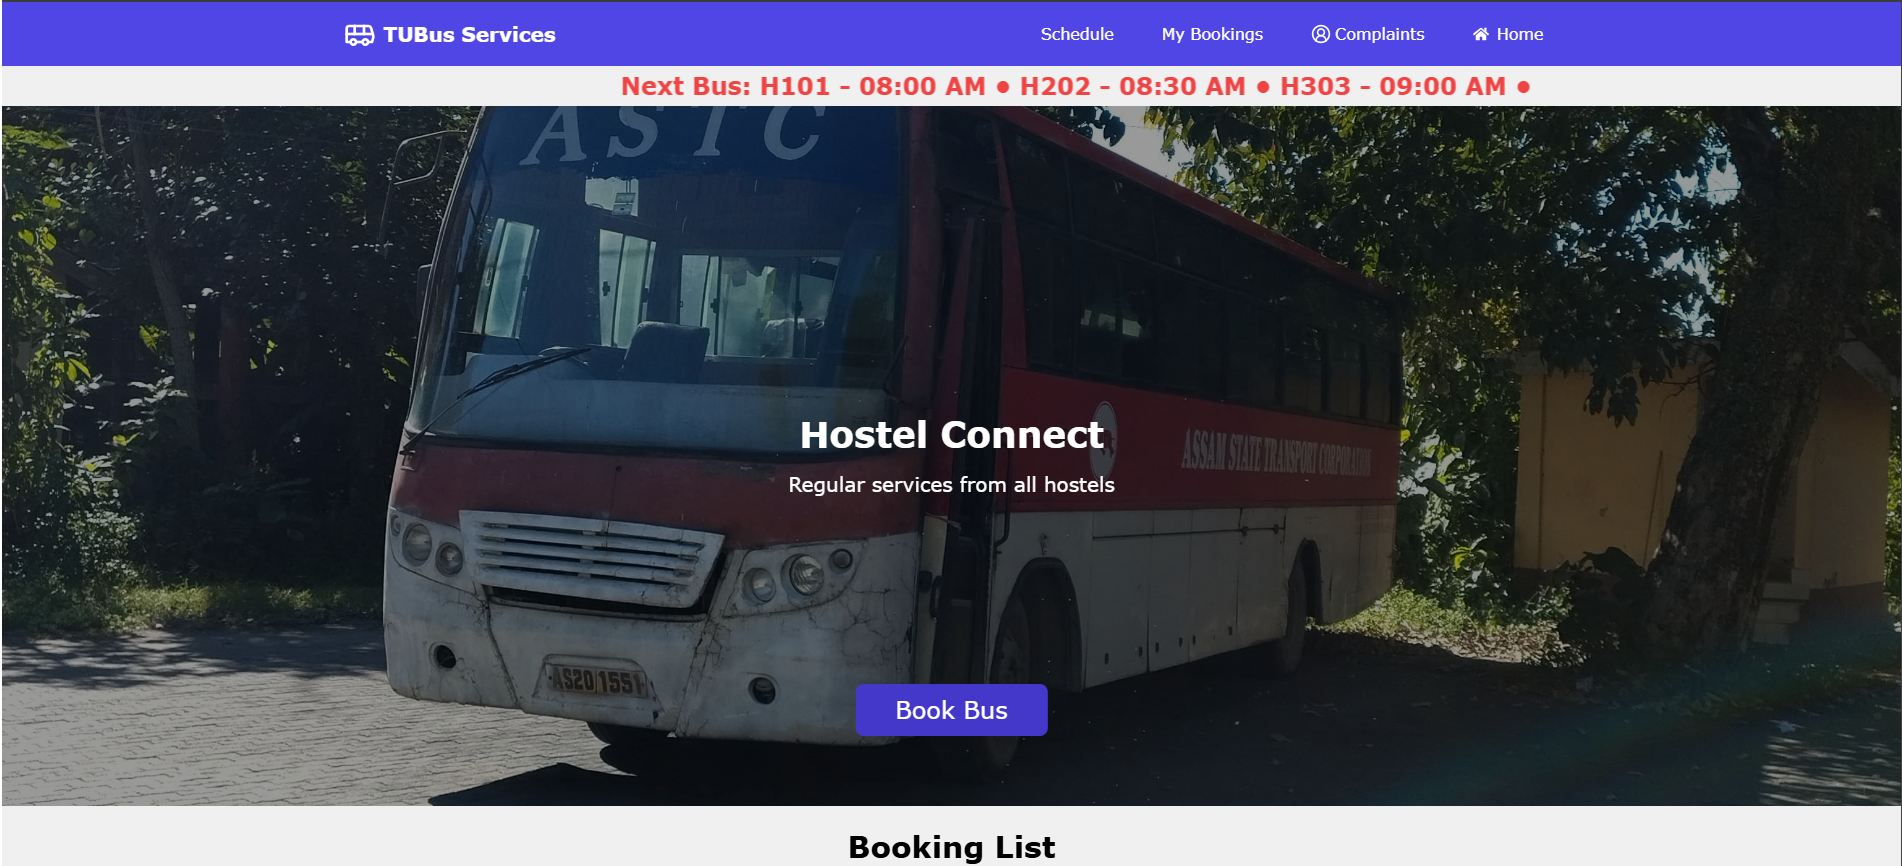 TUBus Services
Schedule
My Bookings
Complaints
Home
Next Bus: H101 - 08:00 AM • H202 - 08:30 AM • H303 - 09:00 AM •
ASTC
Hostel Connect
ASSAM STATE TRANSPORT CORPORATION
Regular services from all hostels
AS20 1551
Book Bus
Booking List